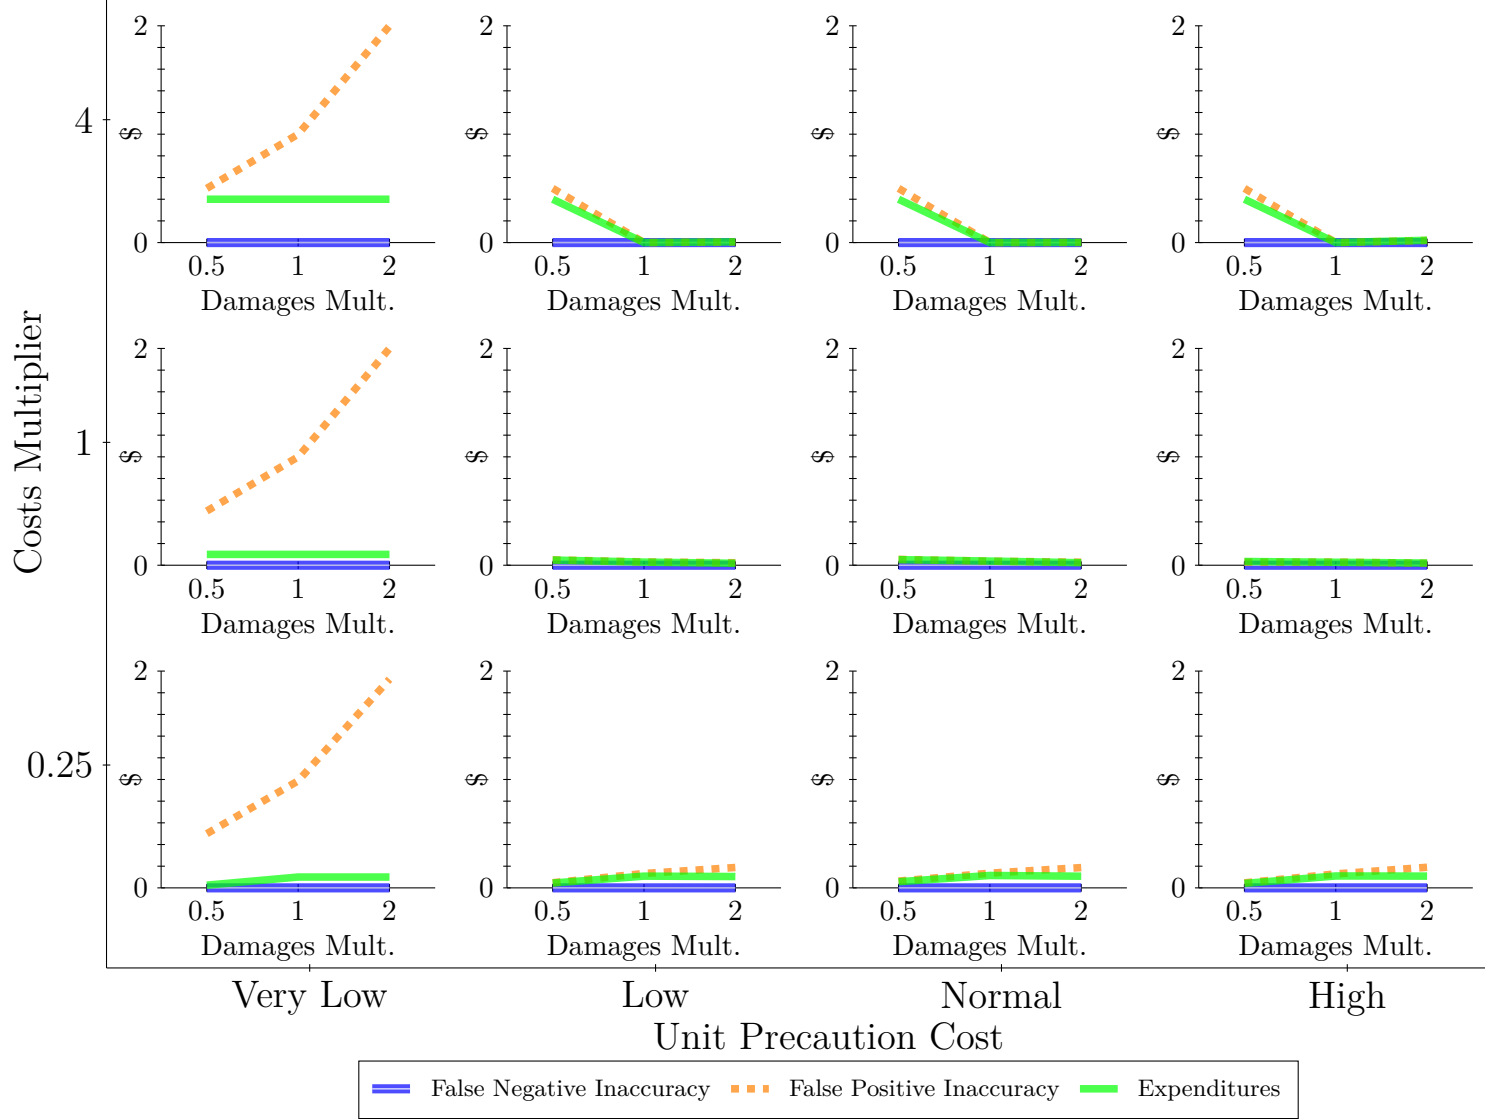 Costs Multiplier
4
2
$
0
0.5 1 2
Damages Mult.
2
$
0
0.5 1 2
Damages Mult.
2
$
0
0.5 1 2
Damages Mult.
2
$
0
0.5 1 2
Damages Mult.
1
2
$
0
0.5 1 2
Damages Mult.
2
$
0
0.5 1 2
Damages Mult.
2
$
0
0.5 1 2
Damages Mult.
2
$
0
0.5 1 2
Damages Mult.
0.25
2
$
0
0.5 1 2
Damages Mult.
2
$
0
0.5 1 2
Damages Mult.
2
$
0
0.5 1 2
Damages Mult.
2
$
0
0.5 1 2
Damages Mult.
Very Low Low Normal High
Unit Precaution Cost
False Negative Inaccuracy False Positive Inaccuracy Expenditures